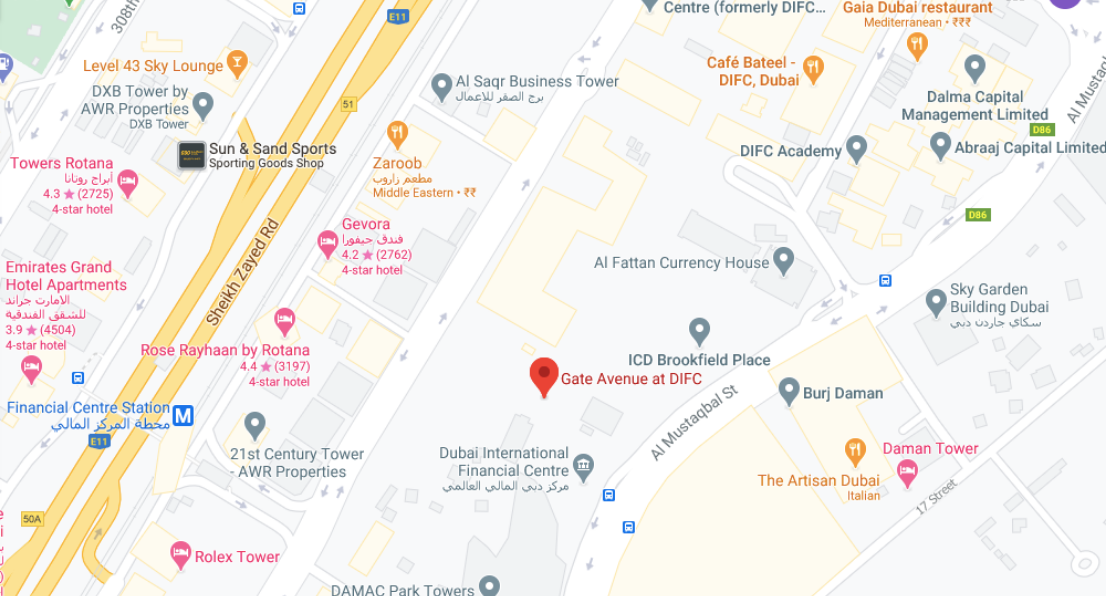 308th
E11
Centre (formerly DIFC...
Gaia Dubai restaurant
Mediterranean • ₹₹₹
Level 43 Sky Lounge
Café Bateel -
DIFC, Dubai
Al Saqr Business Tower
برج الصقر للأعمال
DXB Tower by
AWR Properties
DXB Tower
51
Dalma Capital
Management Limited
Al Mustaq
D86
Sun & Sand Sports
Sporting Goods Shop
Zaroob
مطعم زاروب
Middle Eastern • ₹₹
DIFC Academy
Abraaj Capital Limited
Towers Rotana
أبراج روتانا
4.3 ★ (2725)
4-star hotel
D86
Gevora
فندق جيفورا
4.2 ★ (2762)
4-star hotel
Sheikh Zayed Rd
Al Fattan Currency House
Emirates Grand
Hotel Apartments
الامارت جراند
للشقق الفندقية
3.9 ★ (4504)
4-star hotel
Sky Garden
Building Dubai
سكاي جاردن دبي
Rose Rayhaan by Rotana
4.4 ★ (3197)
4-star hotel
ICD Brookfield Place
Gate Avenue at DIFC
Burj Daman
Al Mustaqbal St
Financial Centre Station
محطة المركز المالي
M
E11
21st Century Tower
- AWR Properties
Dubai International
Financial Centre
مركز دبي المالي العالمي
Daman Tower
The Artisan Dubai
Italian
17 Street
50A
Rolex Tower
DAMAC Park Towers